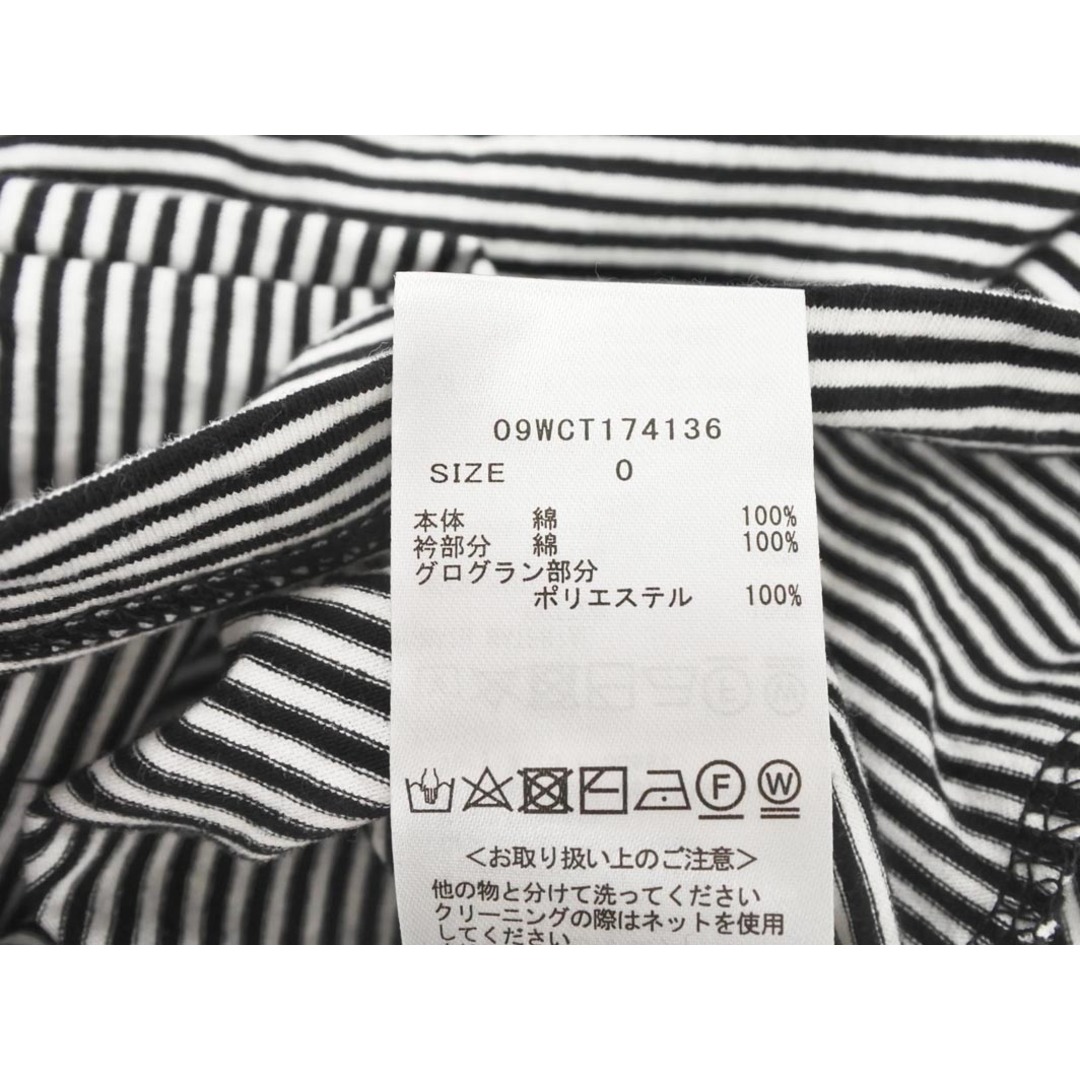 09WCT174136
SIZE 0
本体 綿 100%
衿部分 綿 100%
グログラン部分
ポリエステル 100%
F W
＜お取り扱い上のご注意＞
他の物と分けて洗ってください
クリーニングの際はネットを使用
してください